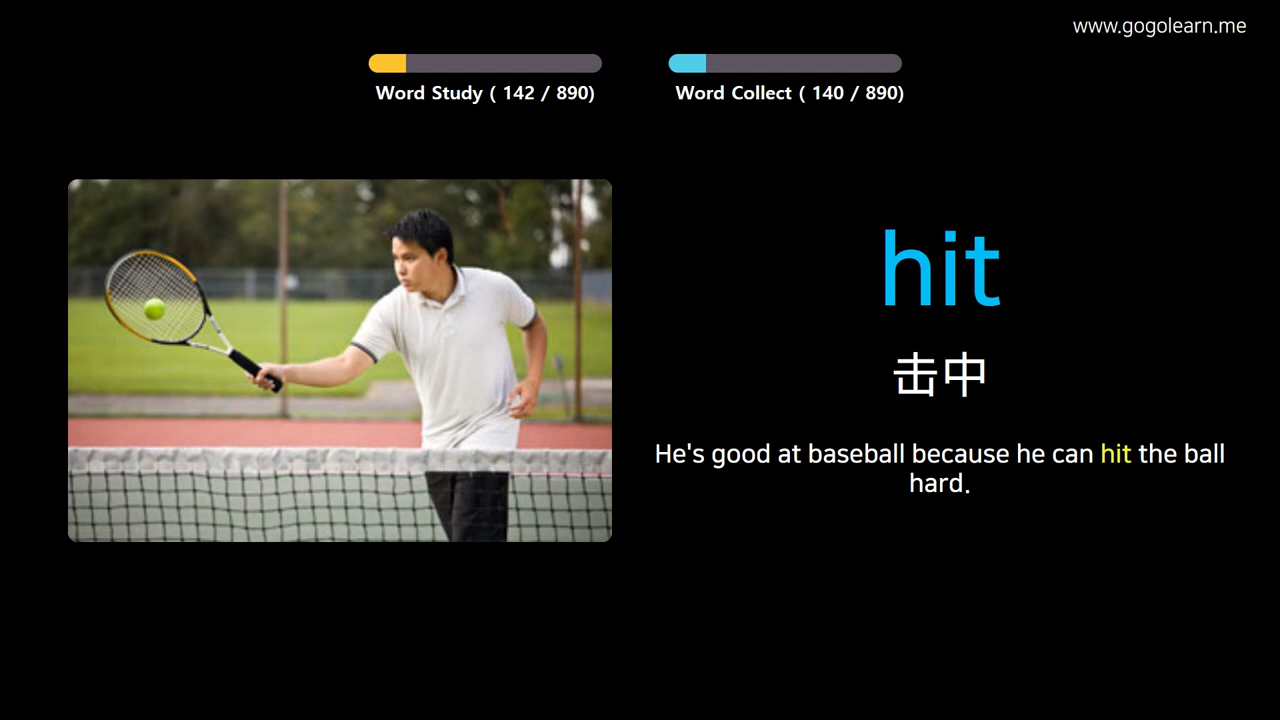 www.gogolearn.me
Word Study ( 142 / 890)
Word Collect ( 140 / 890)
hit
击中
He's good at baseball because he can hit the ball
hard.